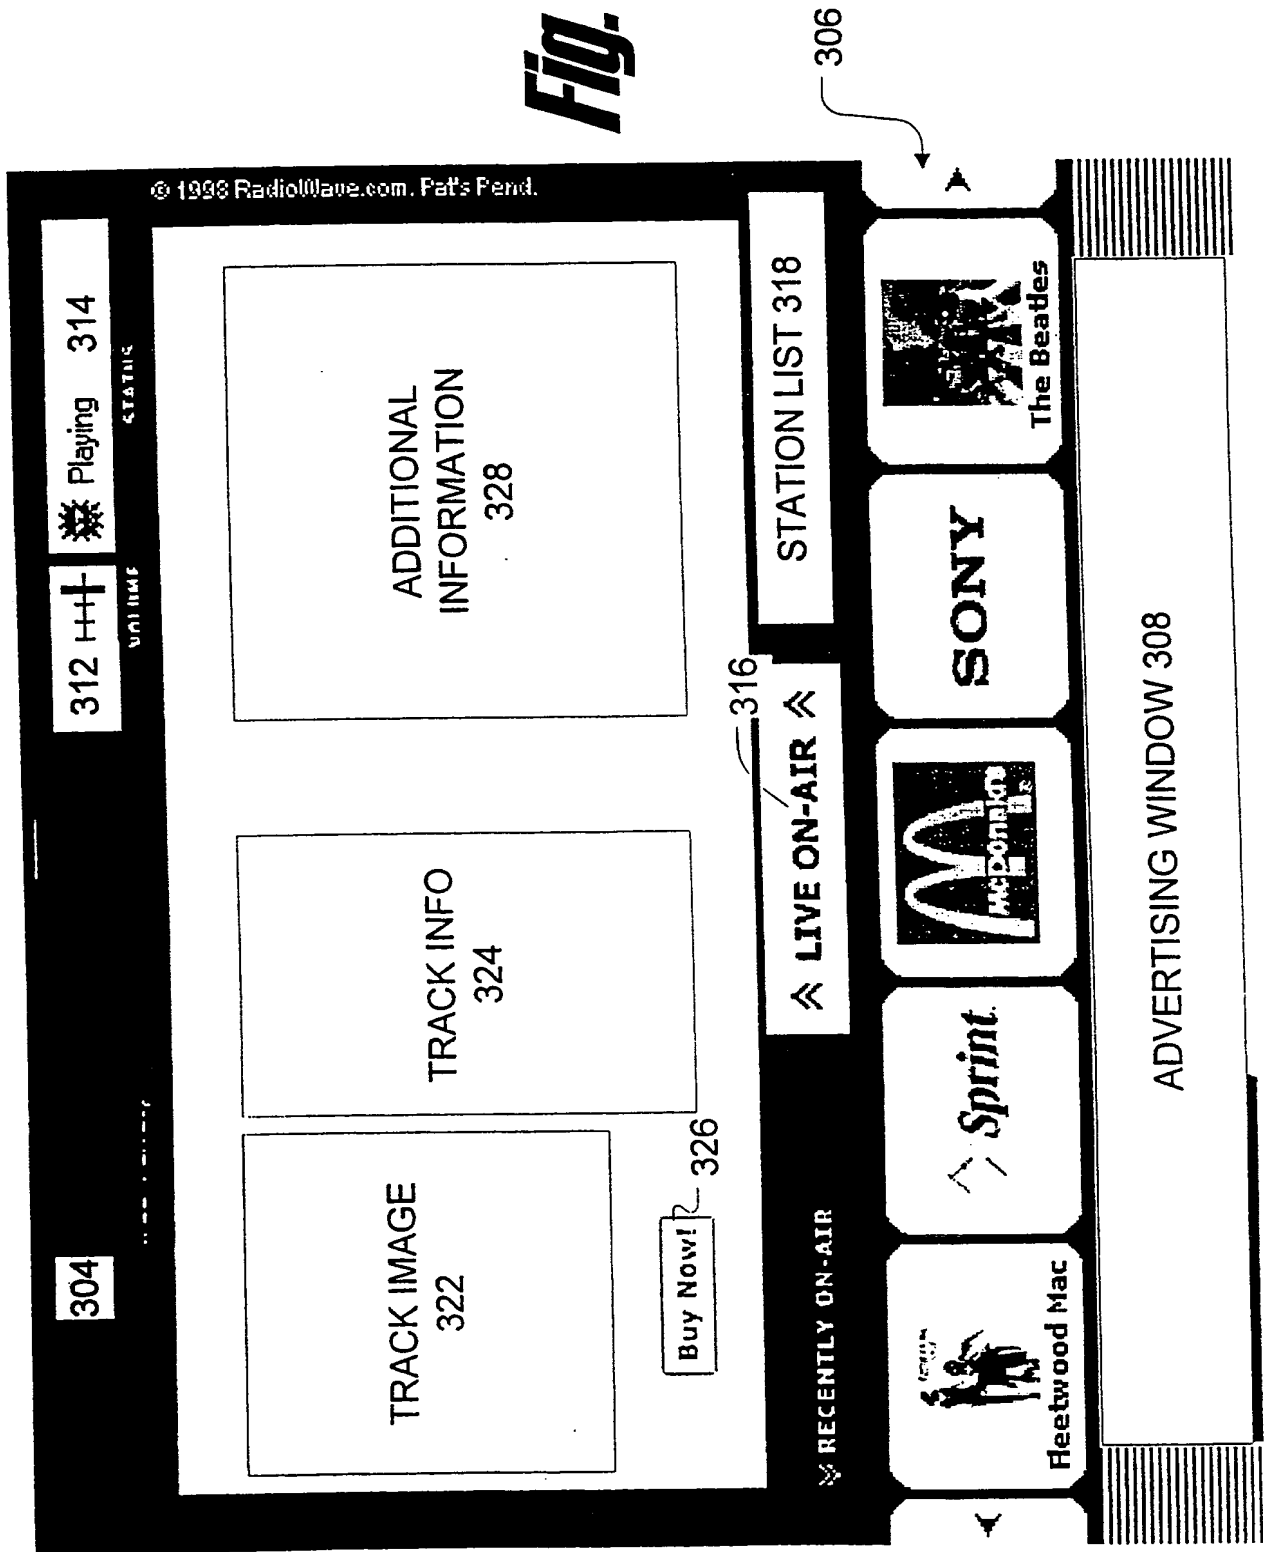 Fig.
304
312
Playing 314
VOLUME
STATUS
© 1998 RadioWave.com. Pat's Pend.
TRACK IMAGE
322
TRACK INFO
324
ADDITIONAL
INFORMATION
328
Buy Now!
326
316
RECENTLY ON-AIR
LIVE ON-AIR
STATION LIST 318
306
Fleetwood Mac
Sprint.
McDonald's
SONY
The Beatles
ADVERTISING WINDOW 308